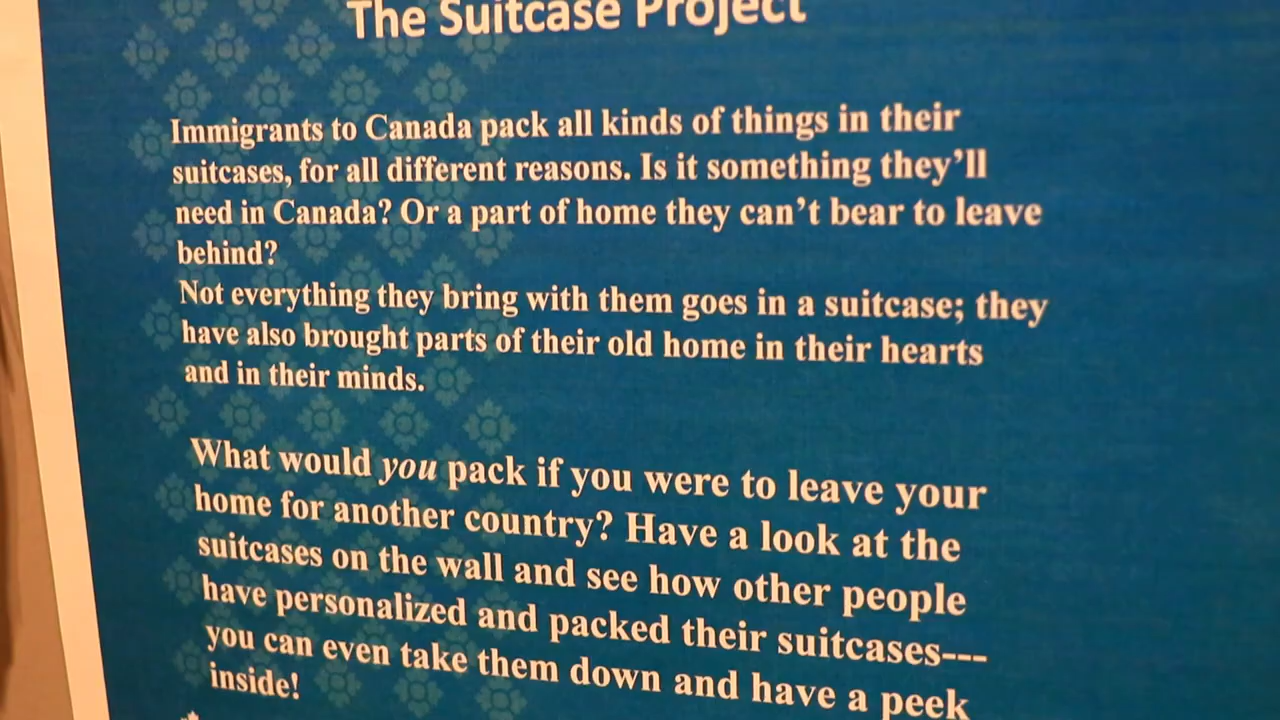 The Suitcase Project
Immigrants to Canada pack all kinds of things in their
suitcases, for all different reasons. Is it something they’ll
need in Canada? Or a part of home they can’t bear to leave
behind?
Not everything they bring with them goes in a suitcase; they
have also brought parts of their old home in their hearts
and in their minds.
What would you pack if you were to leave your
home for another country? Have a look at the
suitcases on the wall and see how other people
have personalized and packed their suitcases---
you can even take them down and have a peek
inside!